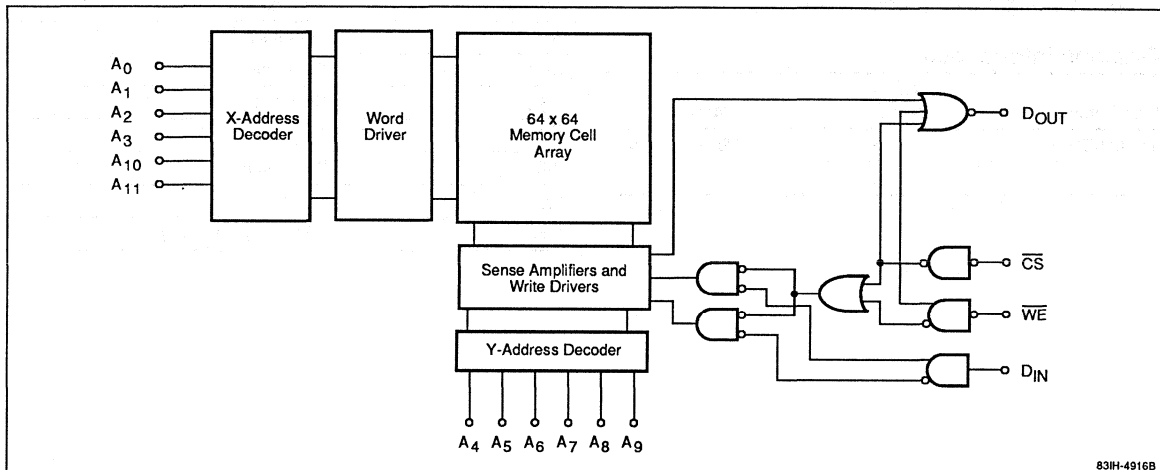 A0
A1
A2
A3
A10
A11
X-Address
Decoder
Word
Driver
64 x 64
Memory Cell
Array
Sense Amplifiers and
Write Drivers
Y-Address Decoder
A4 A5 A6 A7 A8 A9
DOUT
CS
WE
DIN
83IH-4916B